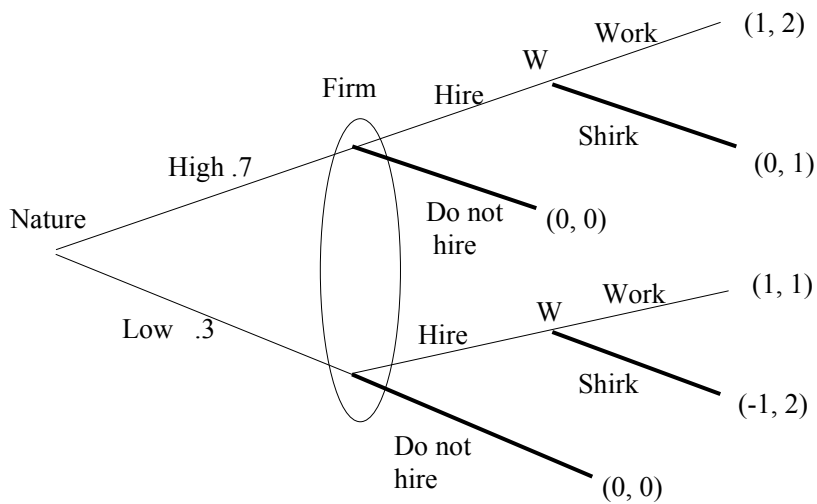 Nature
High .7
Low .3
Firm
Hire
Do not
hire
(0, 0)
W
Work
(1, 2)
Shirk
(0, 1)
Hire
Do not
hire
(0, 0)
W
Work
(1, 1)
Shirk
(-1, 2)